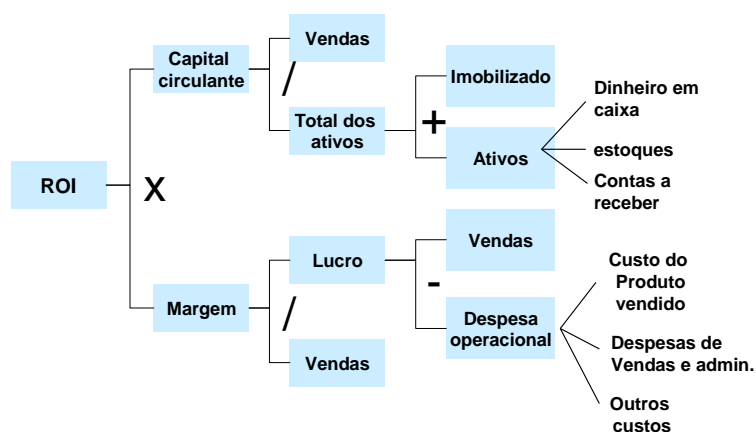 Capital
circulante
Vendas
/
Total dos
ativos
Imobilizado
+
Ativos
Dinheiro em
caixa
estoques
Contas a
receber
ROI
X
Margem
Lucro
/
Vendas
Vendas
-
Despesa
operacional
Custo do
Produto
vendido
Despesas de
Vendas e admin.
Outros
custos